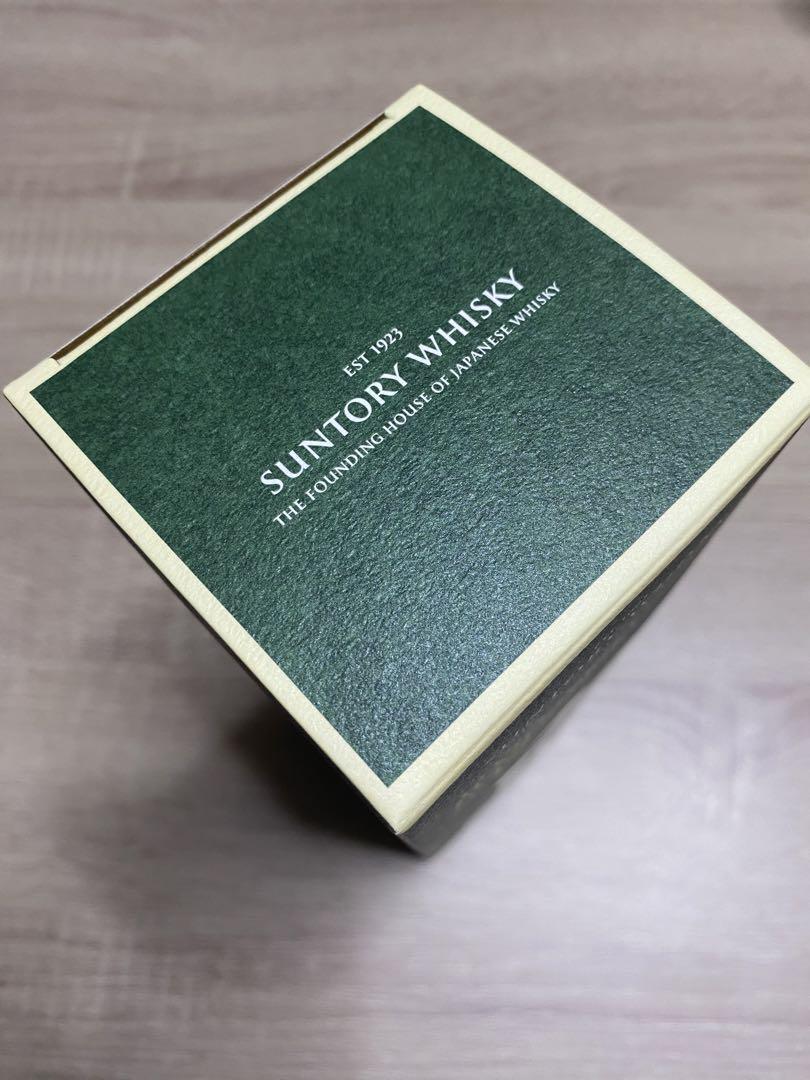 EST 1923
SUNTORY WHISKY
THE FOUNDING HOUSE OF JAPANESE WHISKY